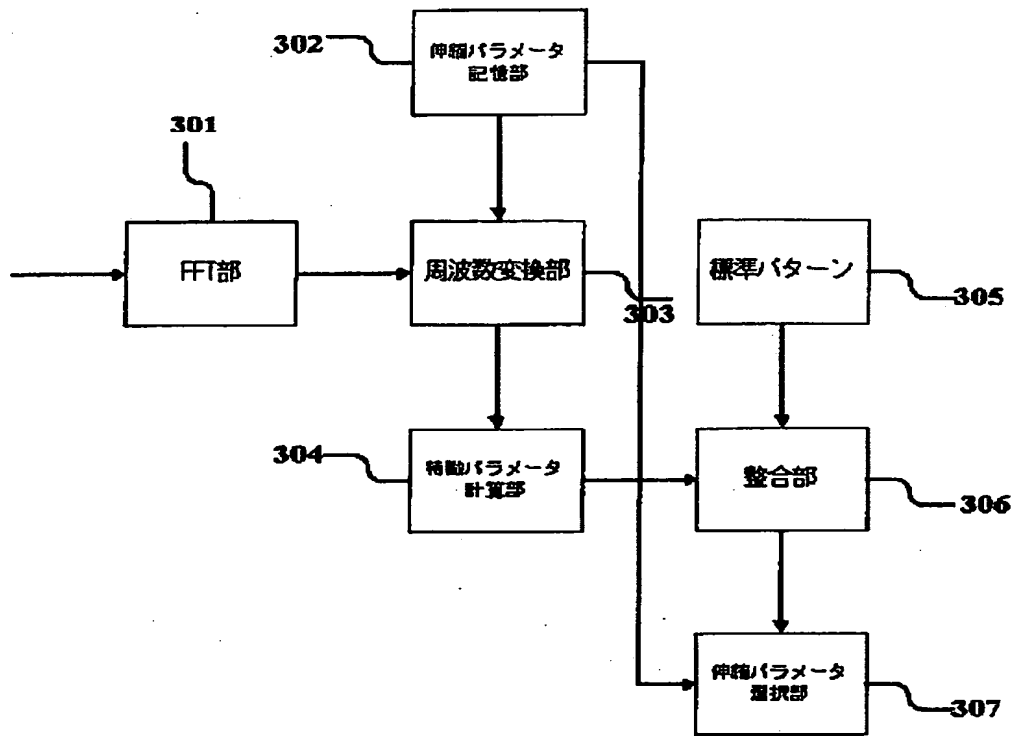 302
伸縮パラメータ
記憶部
301
FFT部
周波数変換部
303
標準パターン
305
304
特徴パラメータ
計算部
整合部
306
伸縮パラメータ
選択部
307